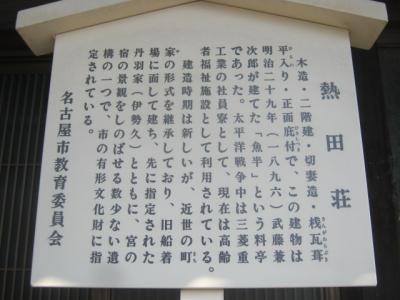 熱田荘
木造・二階建・切妻造・桟瓦葺
平入り・正面庇付で、この建物は
明治二十九年(一八九六)武藤兼
次郎が建てた「魚半」という料亭
であった。太平洋戦争中は三菱重
工業の社員寮として、現在は高齢
者福祉施設として利用されている。
建造時期は新しいが、近世の町
家の形式を継承しており、旧船着
場に面して建ち、先に指定された
丹羽家(伊勢久)とともに、宮の
宿の景観をしのばせる数少ない遺
構の一つで、市の有形文化財に指
定されている。
名古屋市教育委員会